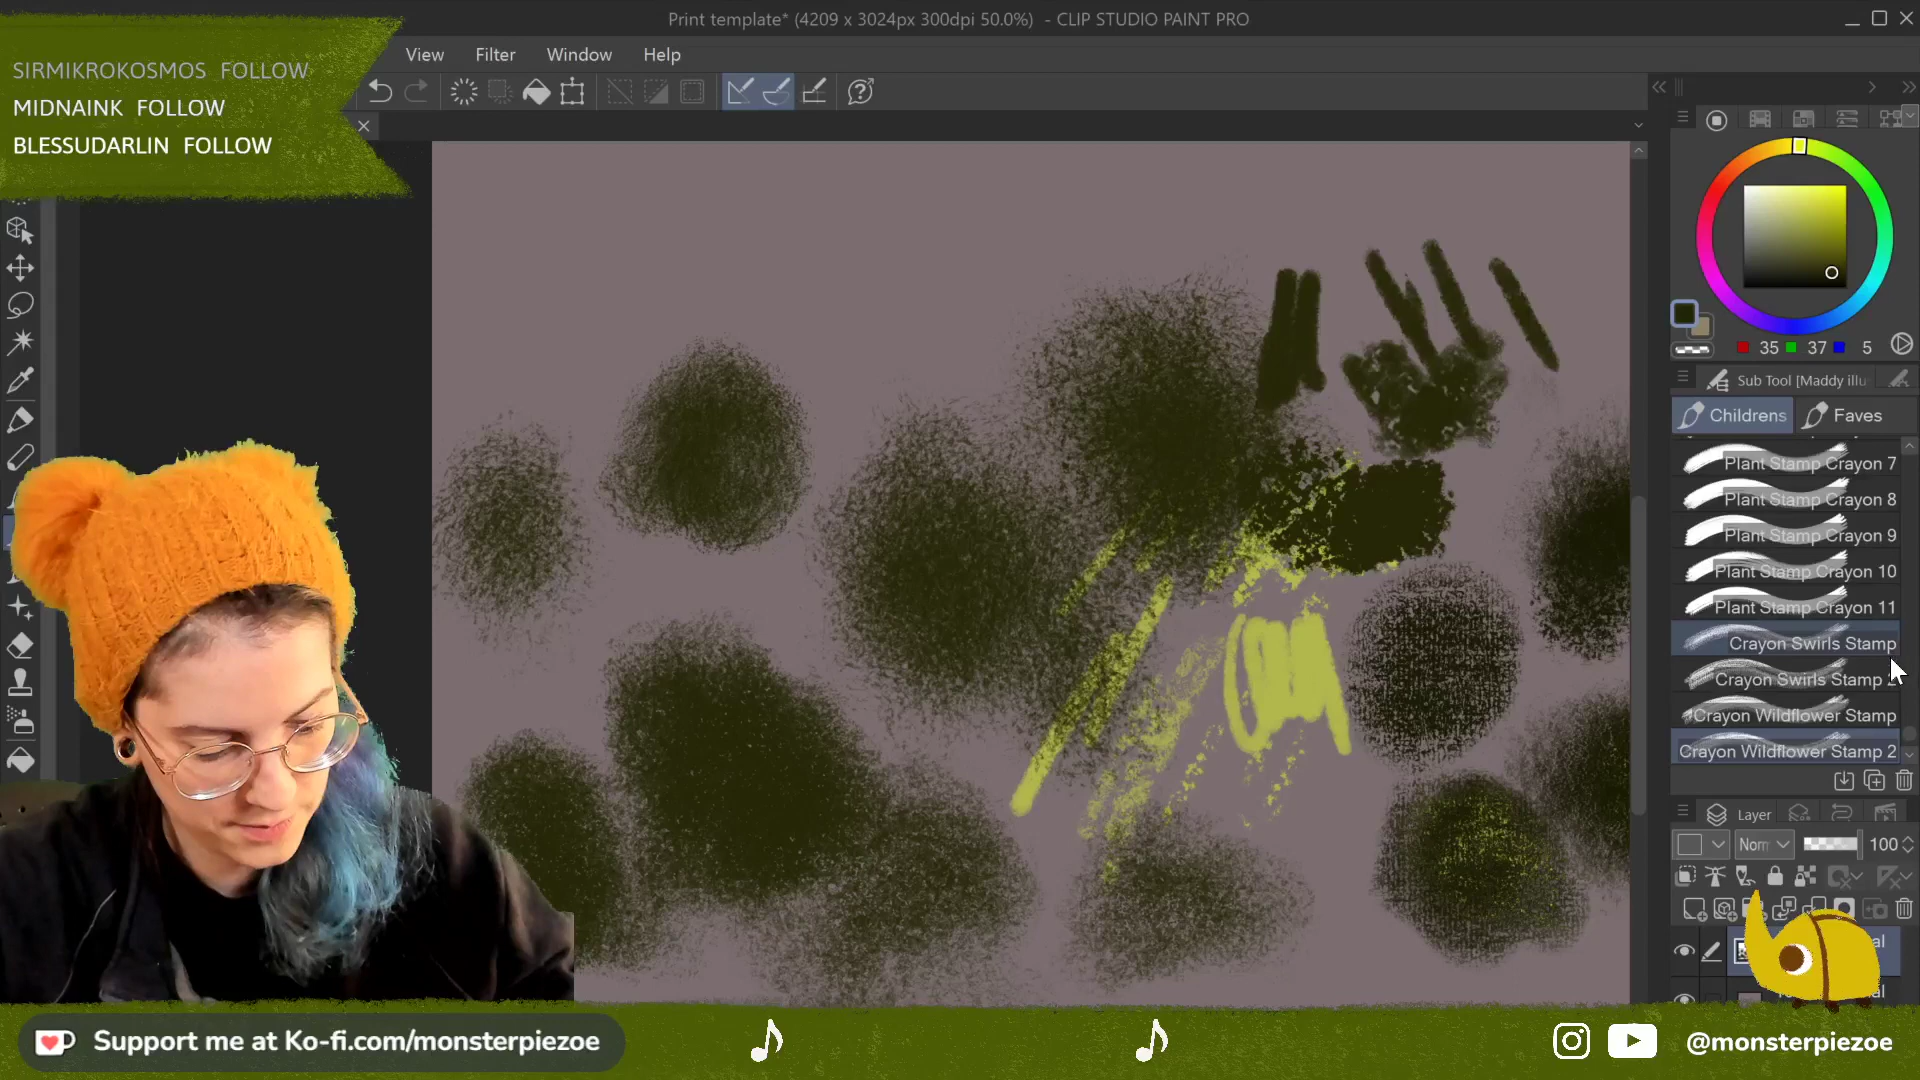 Print template* (4209 x 3024px 300dpi 50.0%) - CLIP STUDIO PAINT PRO
SIRMIKROKOSMOS FOLLOW
MIDNAINK FOLLOW
BLESSUDARLIN FOLLOW
View Filter Window Help
35 37 5
Sub Tool [Maddy illu
Childrens Faves
Plant Stamp Crayon 7
Plant Stamp Crayon 8
Plant Stamp Crayon 9
Plant Stamp Crayon 10
Plant Stamp Crayon 11
Crayon Swirls Stamp
Crayon Swirls Stamp 2
Crayon Wildflower Stamp
Crayon Wildflower Stamp 2
Layer
Norm 100
Support me at Ko-fi.com/monsterpiezoe
@monsterpiezoe